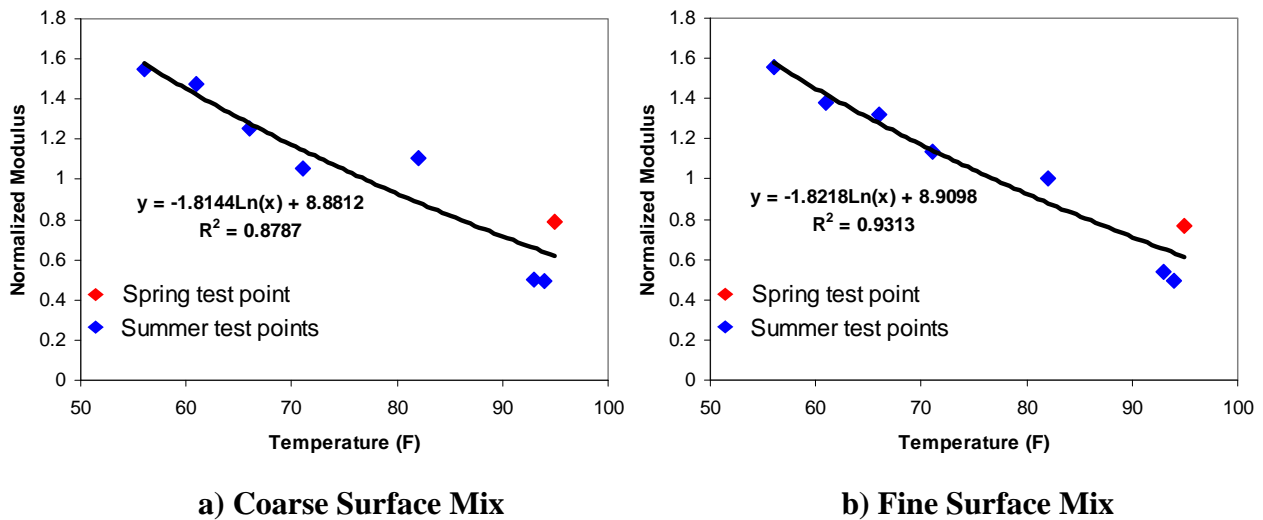 1.8
1.6
1.4
1.2
1
0.8
0.6
0.4
0.2
0
Normalized Modulus
y = -1.8144Ln(x) + 8.8812
R² = 0.8787
Spring test point
Summer test points
50 60 70 80 90 100
Temperature (F)
a) Coarse Surface Mix
1.8
1.6
1.4
1.2
1
0.8
0.6
0.4
0.2
0
Normalized Modulus
y = -1.8218Ln(x) + 8.9098
R² = 0.9313
Spring test point
Summer test points
50 60 70 80 90 100
Temperature (F)
b) Fine Surface Mix